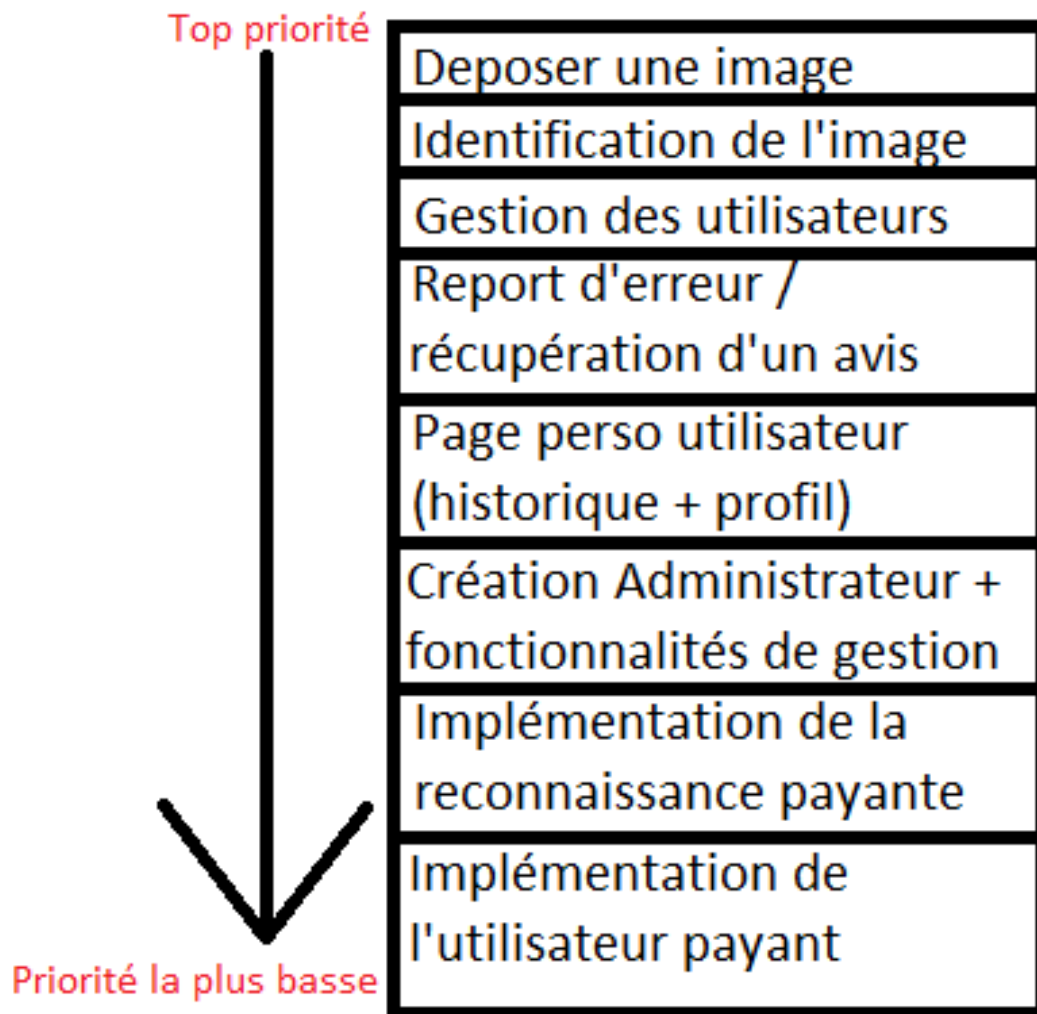 Top priorité
Deposer une image
Identification de l'image
Gestion des utilisateurs
Report d'erreur /
récupération d'un avis
Page perso utilisateur
(historique + profil)
Création Administrateur +
fonctionnalités de gestion
Implémentation de la
reconnaissance payante
Implémentation de
l'utilisateur payant
Priorité la plus basse